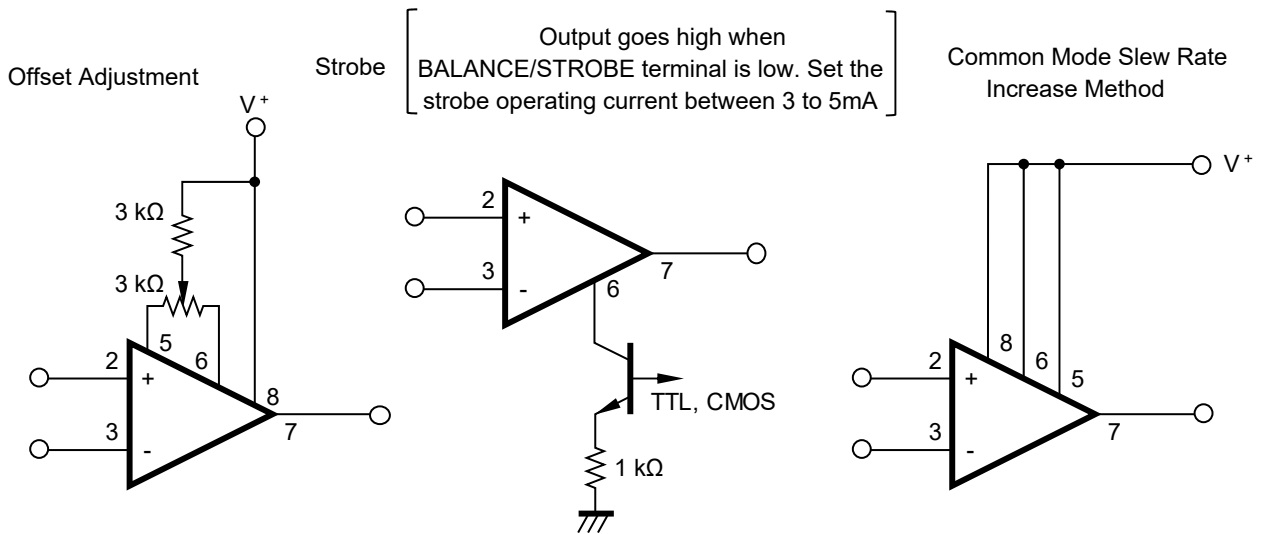 Offset Adjustment
V+
3 kΩ
3 kΩ
5
6
8
2
+
3
-
7
Strobe
Output goes high when
BALANCE/STROBE terminal is low. Set the
strobe operating current between 3 to 5mA
2
+
3
-
7
6
TTL, CMOS
1 kΩ
Common Mode Slew Rate
Increase Method
V+
8
6
5
2
+
3
-
7